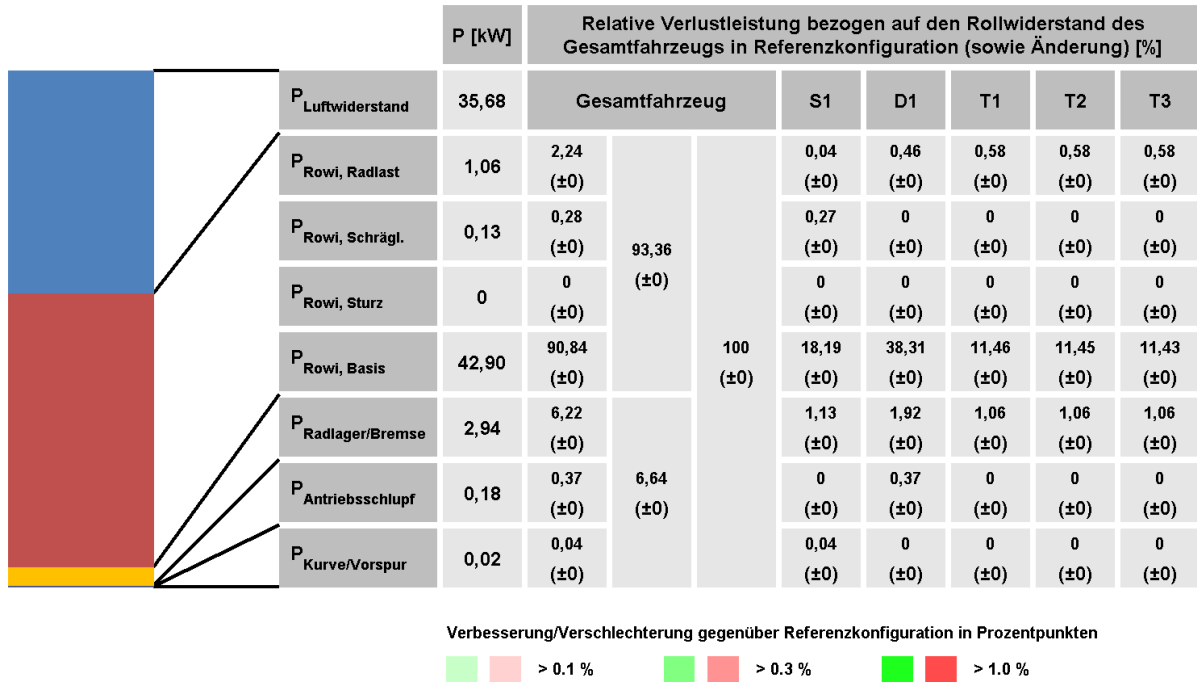 P [kW]
Relative Verlustleistung bezogen auf den Rollwiderstand des
Gesamtfahrzeugs in Referenzkonfiguration (sowie Änderung) [%]
P Luftwiderstand 35,68 Gesamtfahrzeug S1 D1 T1 T2 T3
P Rowi, Radlast 1,06 2,24 0,04 0,46 0,58 0,58 0,58
(±0) (±0) (±0) (±0) (±0) (±0)
P Rowi, Schrägl. 0,13 0,28 0,27 0 0 0 0
(±0) (±0) (±0) (±0) (±0) (±0)
93,36
(±0)
P Rowi, Sturz 0 0 0 0 0 0 0
(±0) (±0) (±0) (±0) (±0) (±0)
P Rowi, Basis 42,90 90,84 100 18,19 38,31 11,46 11,45 11,43
(±0) (±0) (±0) (±0) (±0) (±0) (±0)
P Radlager/Bremse 2,94 6,22 1,13 1,92 1,06 1,06 1,06
(±0) (±0) (±0) (±0) (±0) (±0)
P Antriebsschlupf 0,18 0,37 6,64 0 0,37 0 0 0
(±0) (±0) (±0) (±0) (±0) (±0) (±0)
P Kurve/Vorspur 0,02 0,04 0,04 0 0 0 0
(±0) (±0) (±0) (±0) (±0) (±0)
Verbesserung/Verschlechterung gegenüber Referenzkonfiguration in Prozentpunkten
> 0.1 % > 0.3 % > 1.0 %